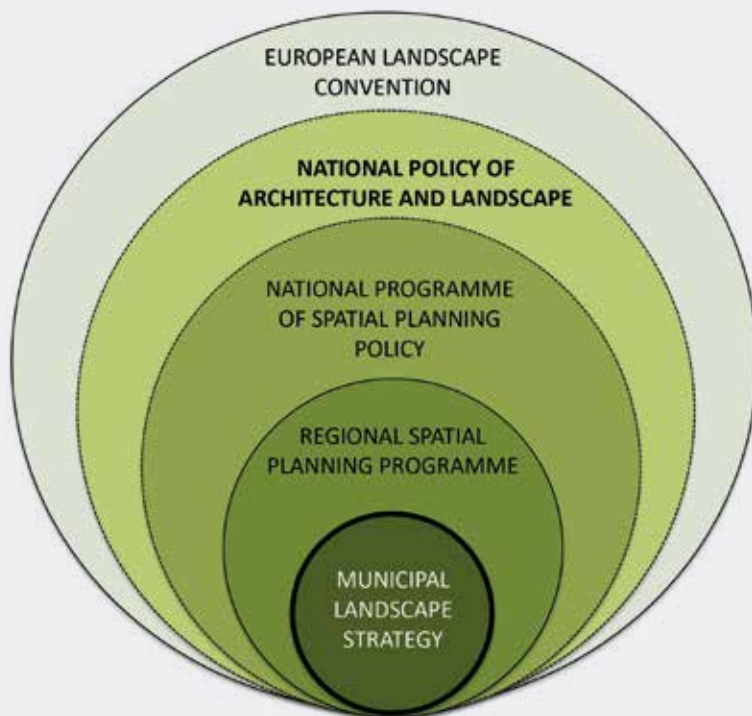 EUROPEAN LANDSCAPE
CONVENTION
NATIONAL POLICY OF
ARCHITECTURE AND LANDSCAPE
NATIONAL PROGRAMME
OF SPATIAL PLANNING
POLICY
REGIONAL SPATIAL
PLANNING PROGRAMME
MUNICIPAL
LANDSCAPE
STRATEGY